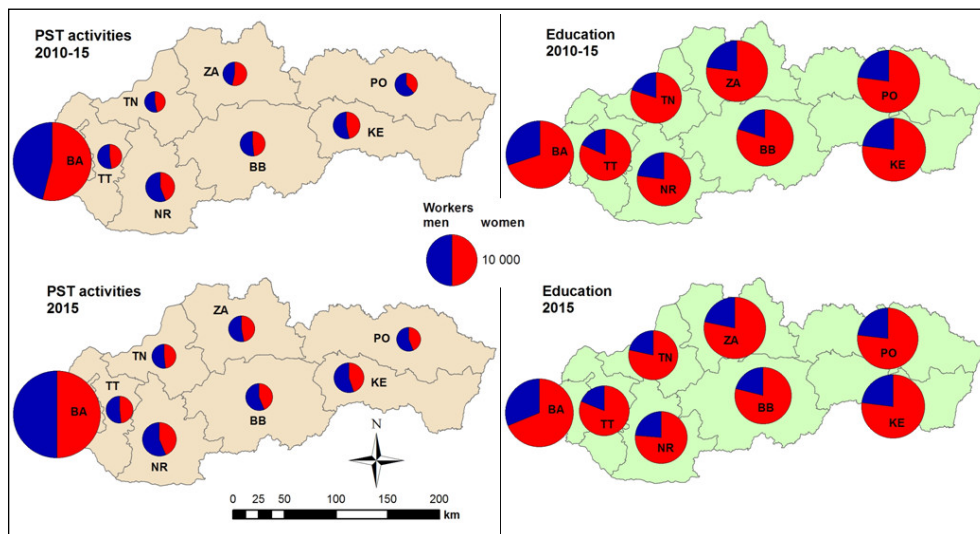 PST activities
2010-15
ZA
PO
TN
KE
BA
TT
BB
NR
Education
2010-15
ZA
PO
TN
BA
BB
KE
TT
NR
Workers
men women
10 000
PST activities
2015
ZA
PO
TN
TT
KE
BA
BB
NR
0 25 50 100 150 200
km
N
Education
2015
ZA
PO
TN
BB
KE
BA
TT
NR